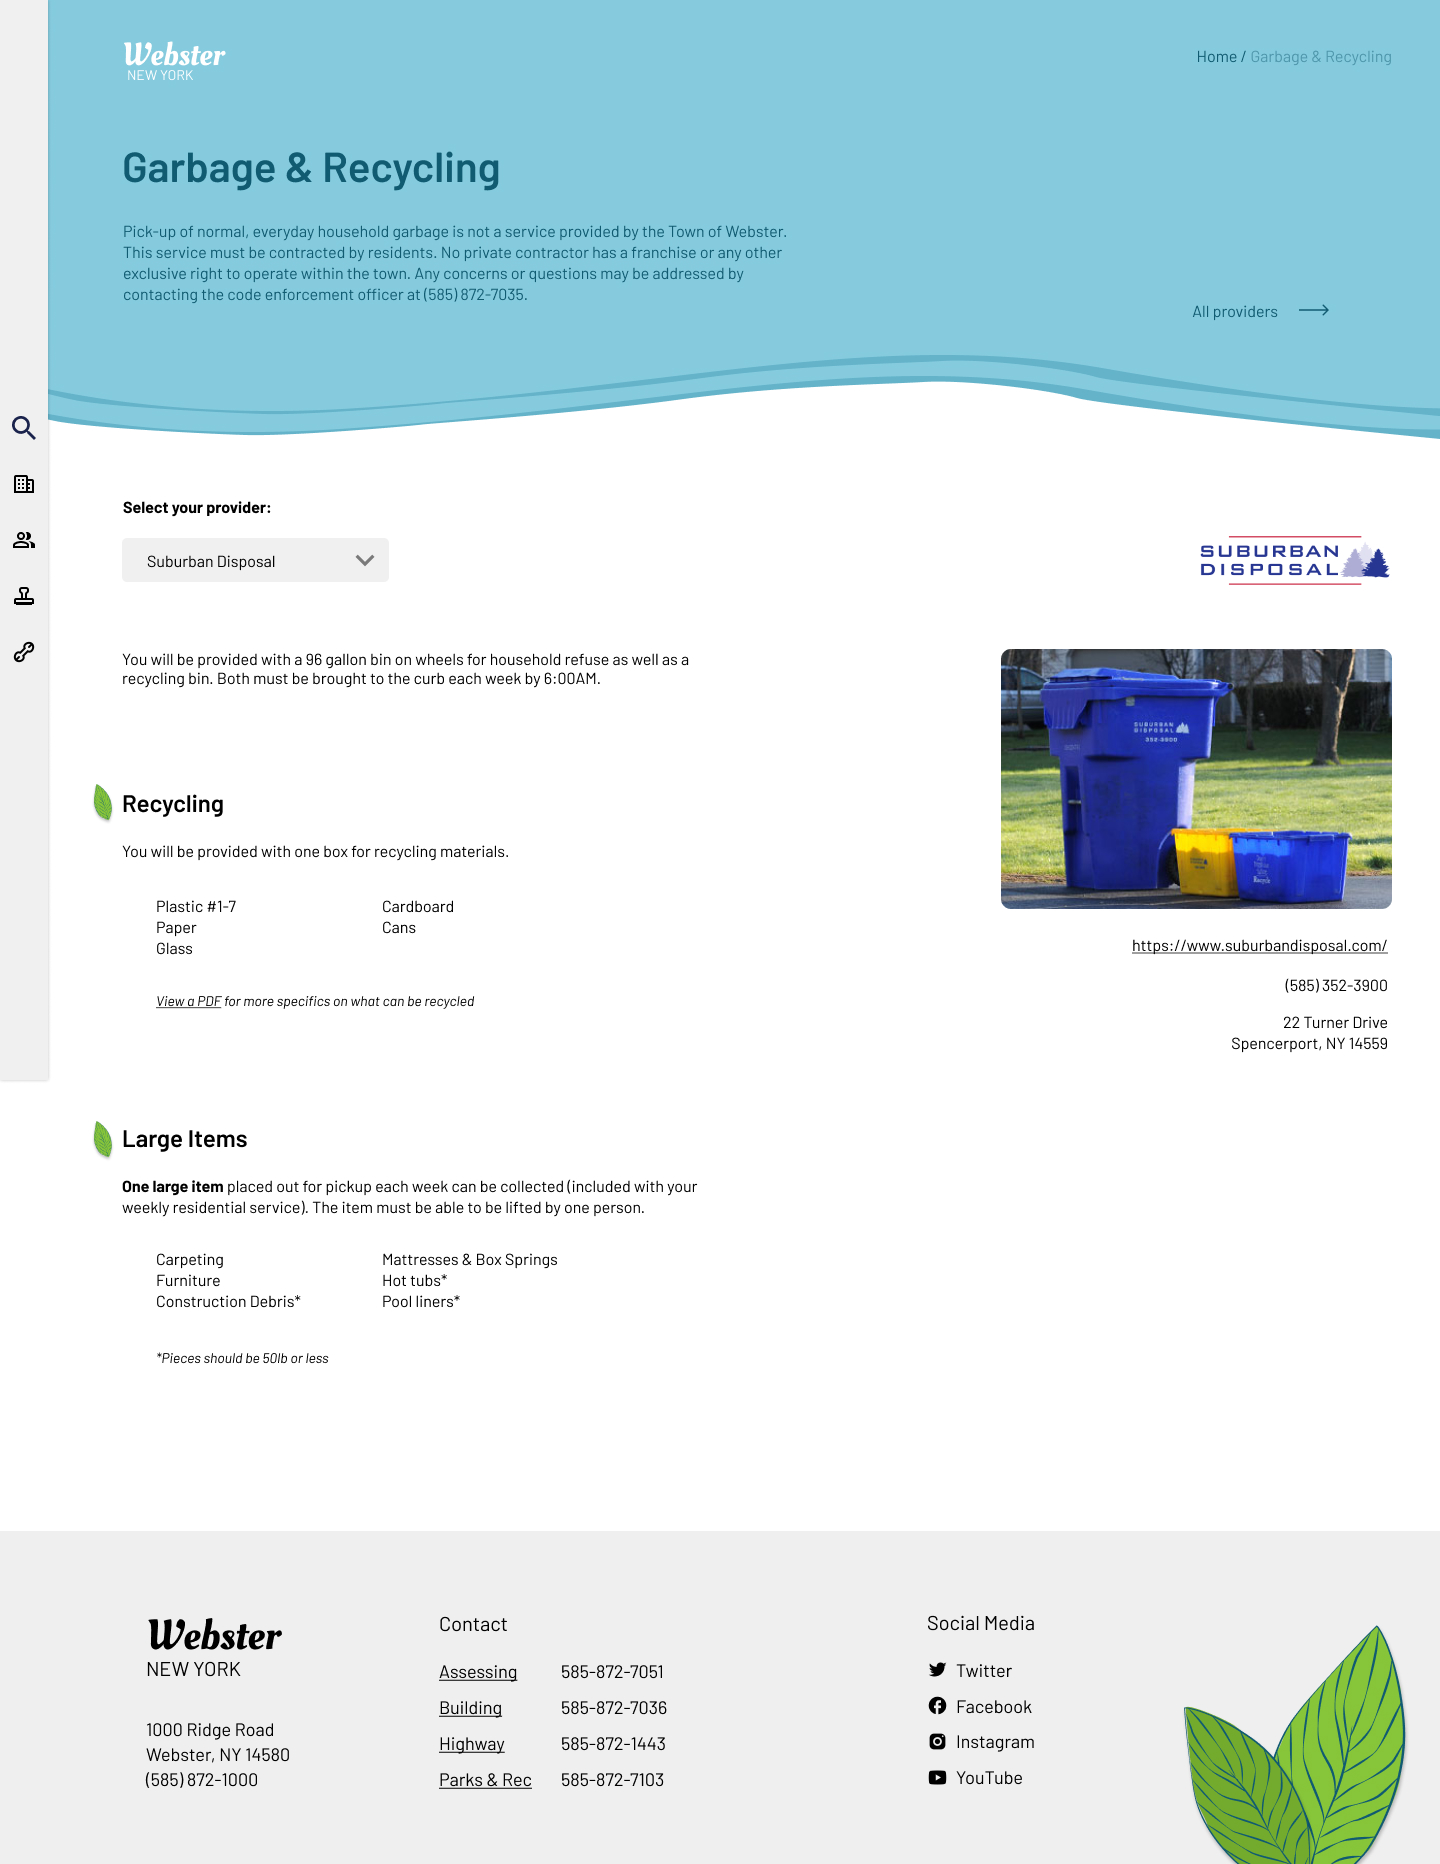 Webster
NEW YORK
Home / Garbage & Recycling
Garbage & Recycling
Pick-up of normal, everyday household garbage is not a service provided by the Town of Webster.
This service must be contracted by residents. No private contractor has a franchise or any other
exclusive right to operate within the town. Any concerns or questions may be addressed by
contacting the code enforcement officer at (585) 872-7035.
All providers
Select your provider:
Suburban Disposal
SUBURBAN
DISPOSAL
You will be provided with a 96 gallon bin on wheels for household refuse as well as a
recycling bin. Both must be brought to the curb each week by 6:00AM.
SUBURBAN
DISPOSAL
352-3900
Recycle
Recycling
You will be provided with one box for recycling materials.
Plastic #1-7
Paper
Glass
Cardboard
Cans
View a PDF for more specifics on what can be recycled
https://www.suburbandisposal.com/
(585) 352-3900
22 Turner Drive
Spencerport, NY 14559
Large Items
One large item placed out for pickup each week can be collected (included with your
weekly residential service). The item must be able to be lifted by one person.
Carpeting
Furniture
Construction Debris*
Mattresses & Box Springs
Hot tubs*
Pool liners*
*Pieces should be 50lb or less
Webster
NEW YORK
1000 Ridge Road
Webster, NY 14580
(585) 872-1000
Contact
Assessing 585-872-7051
Building 585-872-7036
Highway 585-872-1443
Parks & Rec 585-872-7103
Social Media
Twitter
Facebook
Instagram
YouTube